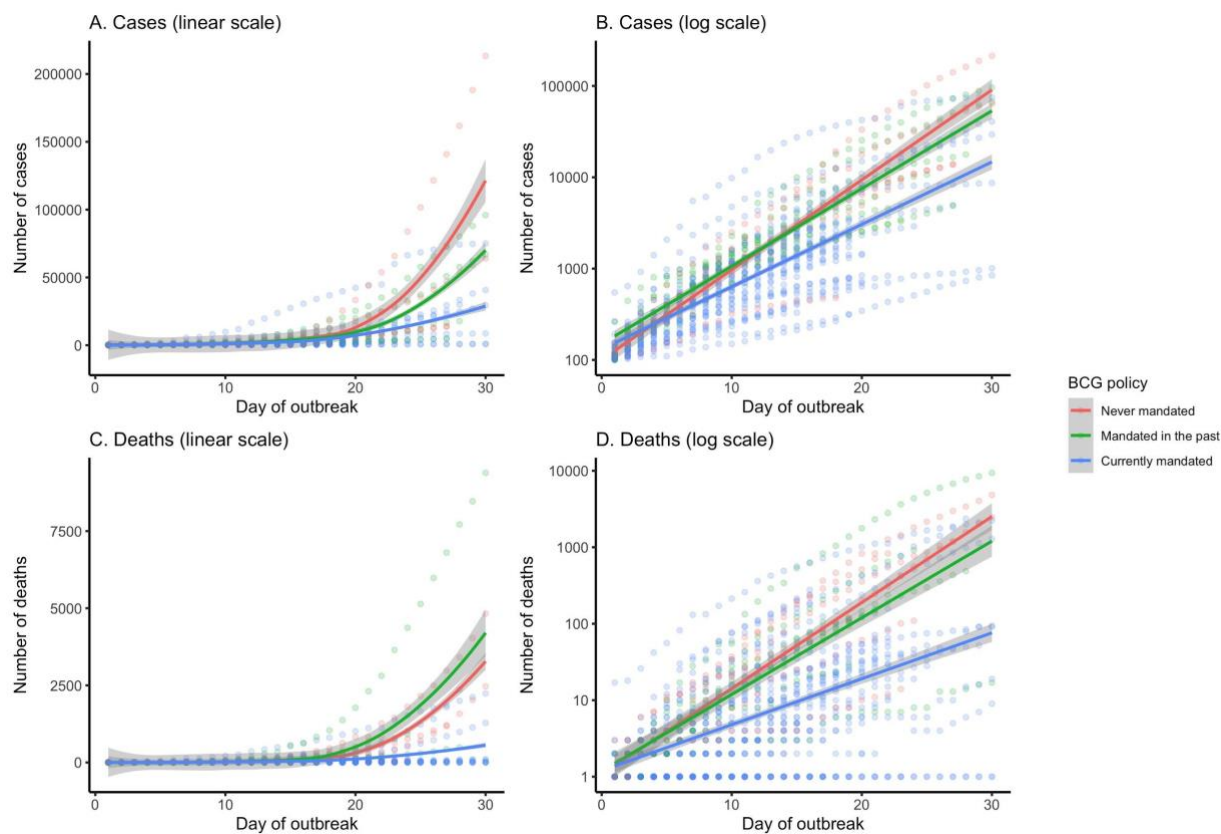 A. Cases (linear scale)
B. Cases (log scale)
Number of cases
200000
150000
100000
50000
0
0 10 20 30
Day of outbreak
Number of cases
100000
10000
1000
100
0 10 20 30
Day of outbreak
C. Deaths (linear scale)
D. Deaths (log scale)
Number of deaths
7500
5000
2500
0
0 10 20 30
Day of outbreak
Number of deaths
10000
1000
100
10
1
0 10 20 30
Day of outbreak
BCG policy
Never mandated
Mandated in the past
Currently mandated